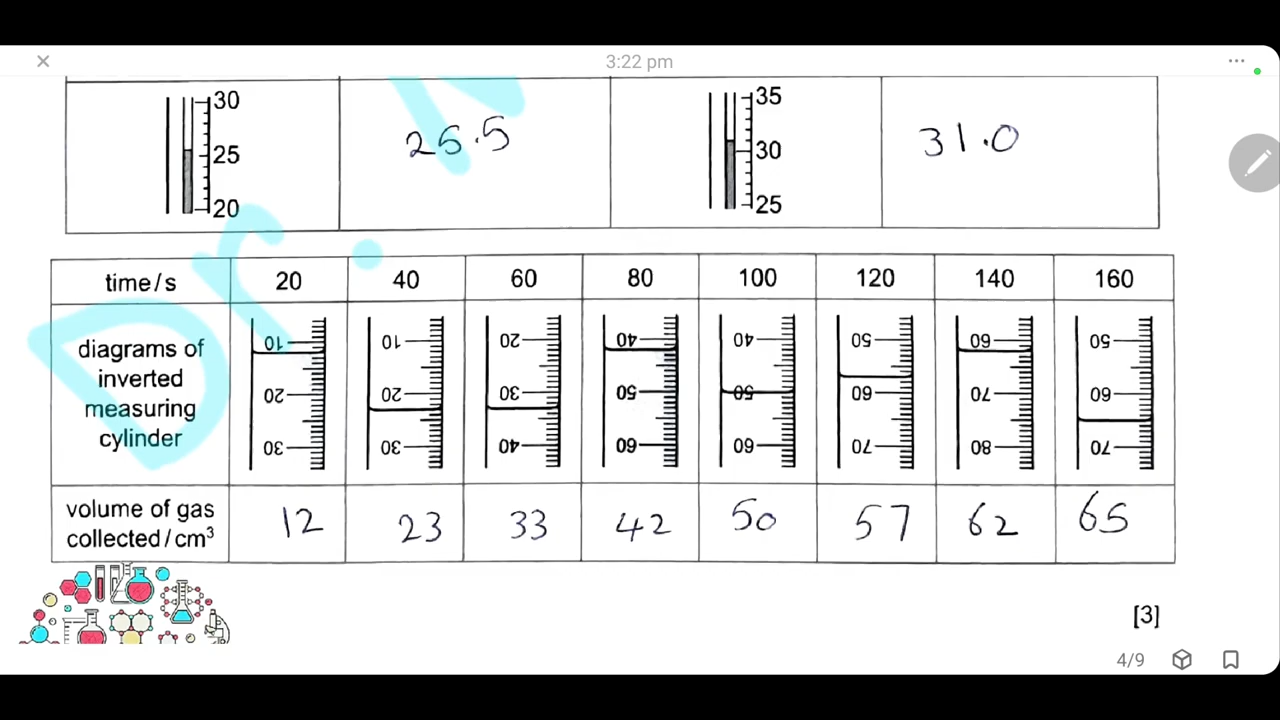 3:22 pm
30
25
20
25.5
35
30
25
31.0
time/s 20 40 60 80 100 120 140 160
diagrams of inverted measuring cylinder
10 10 20 40 40 50 60 50
20 20 30 50 50 60 70 60
30 30 40 60 60 70 80 70
volume of gas collected/cm³ 12 23 33 42 50 57 62 65
[3]
4/9
Dr.